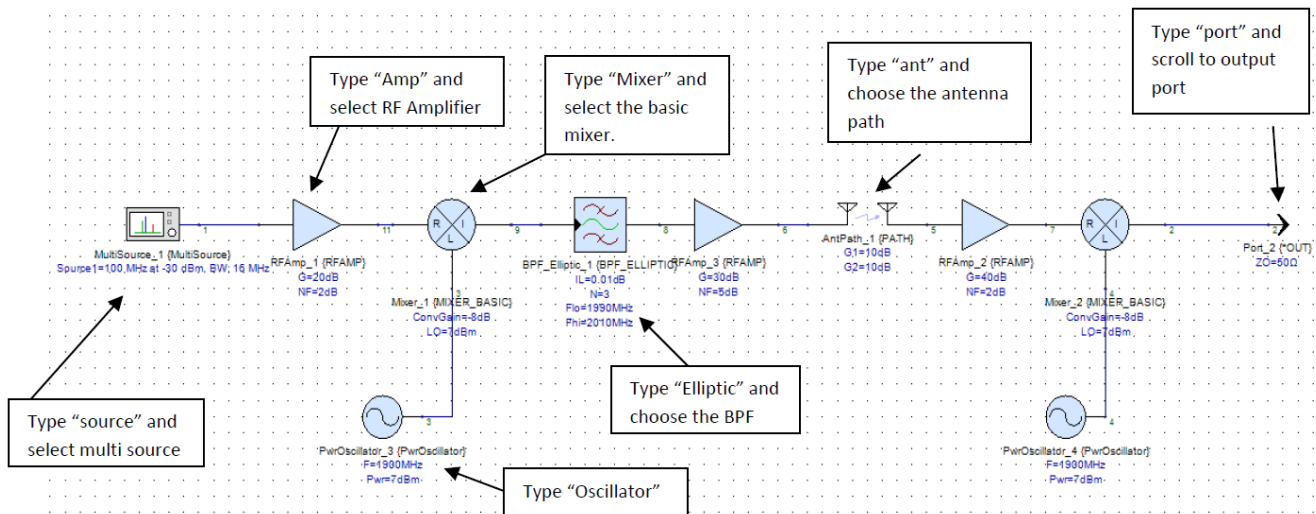 Type “Amp” and
select RF Amplifier
Type “Mixer” and
select the basic
mixer.
Type “ant” and
choose the antenna
path
Type “port” and
scroll to output
port
R
I
L
R
I
L
1
11
9
8
6
5
7
2
2
MultiSource_1 {MultiSource}
Source1=100 MHz at -30 dBm, BW: 16 MHz
RFAmp_1 {RFAMP}
G=20dB
NF=2dB
3
Mixer_1 {MIXER_BASIC}
ConvGain=-8dB
LO=7dBm
BPF_Elliptic_1 {BPF_ELLIPTIC}
IL=0.01dB
N=3
Flo=1990MHz
Fhi=2010MHz
RFAmp_3 {RFAMP}
G=30dB
NF=5dB
AntPath_1 {PATH}
G1=10dB
G2=10dB
RFAmp_2 {RFAMP}
G=40dB
NF=2dB
4
Mixer_2 {MIXER_BASIC}
ConvGain=-8dB
LO=7dBm
Port_2 {*OUT}
ZO=50Ω
Type “source” and
select multi source
3
PwrOscillator_3 {PwrOscillator}
F=1900MHz
Pwr=7dBm
Type “Oscillator”
Type “Elliptic” and
choose the BPF
4
PwrOscillator_4 {PwrOscillator}
F=1900MHz
Pwr=7dBm